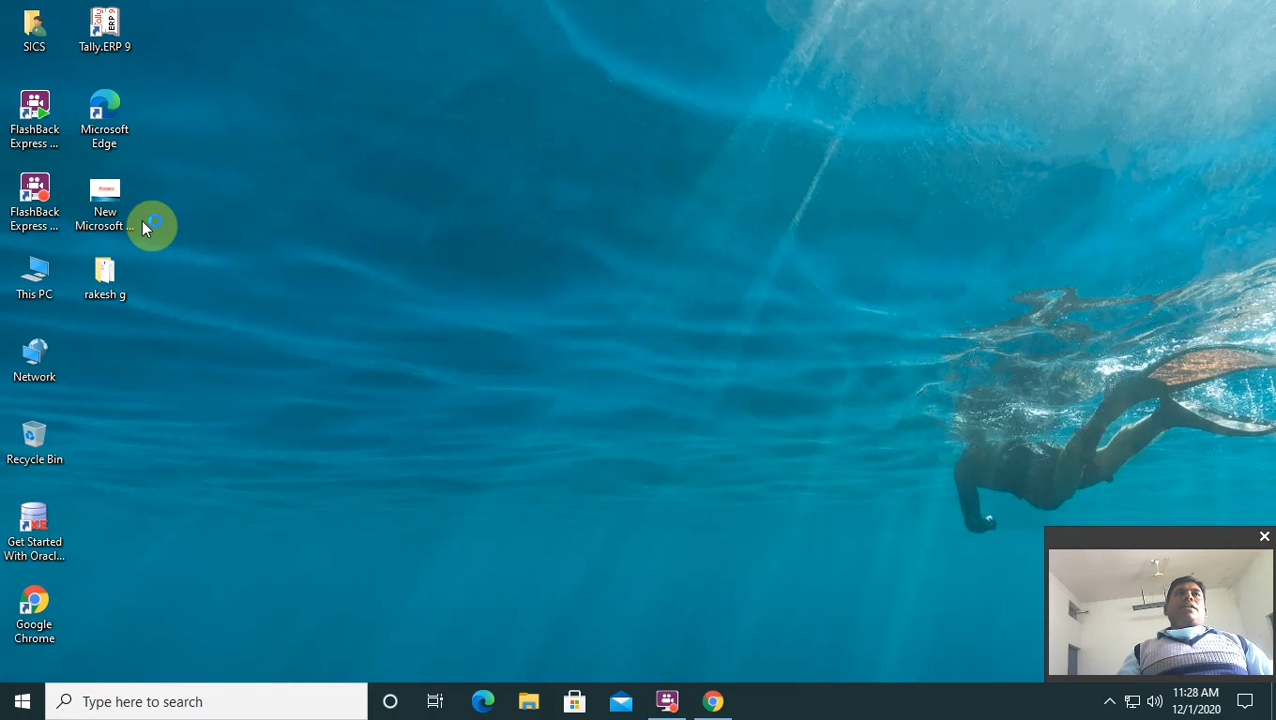 SICS
Tally.ERP 9
FlashBack
Express ...
Microsoft
Edge
FlashBack
Express ...
New
Microsoft ...
This PC
rakesh g
Network
Recycle Bin
Get Started
With Oracl...
Google
Chrome
Type here to search
11:28 AM
12/1/2020